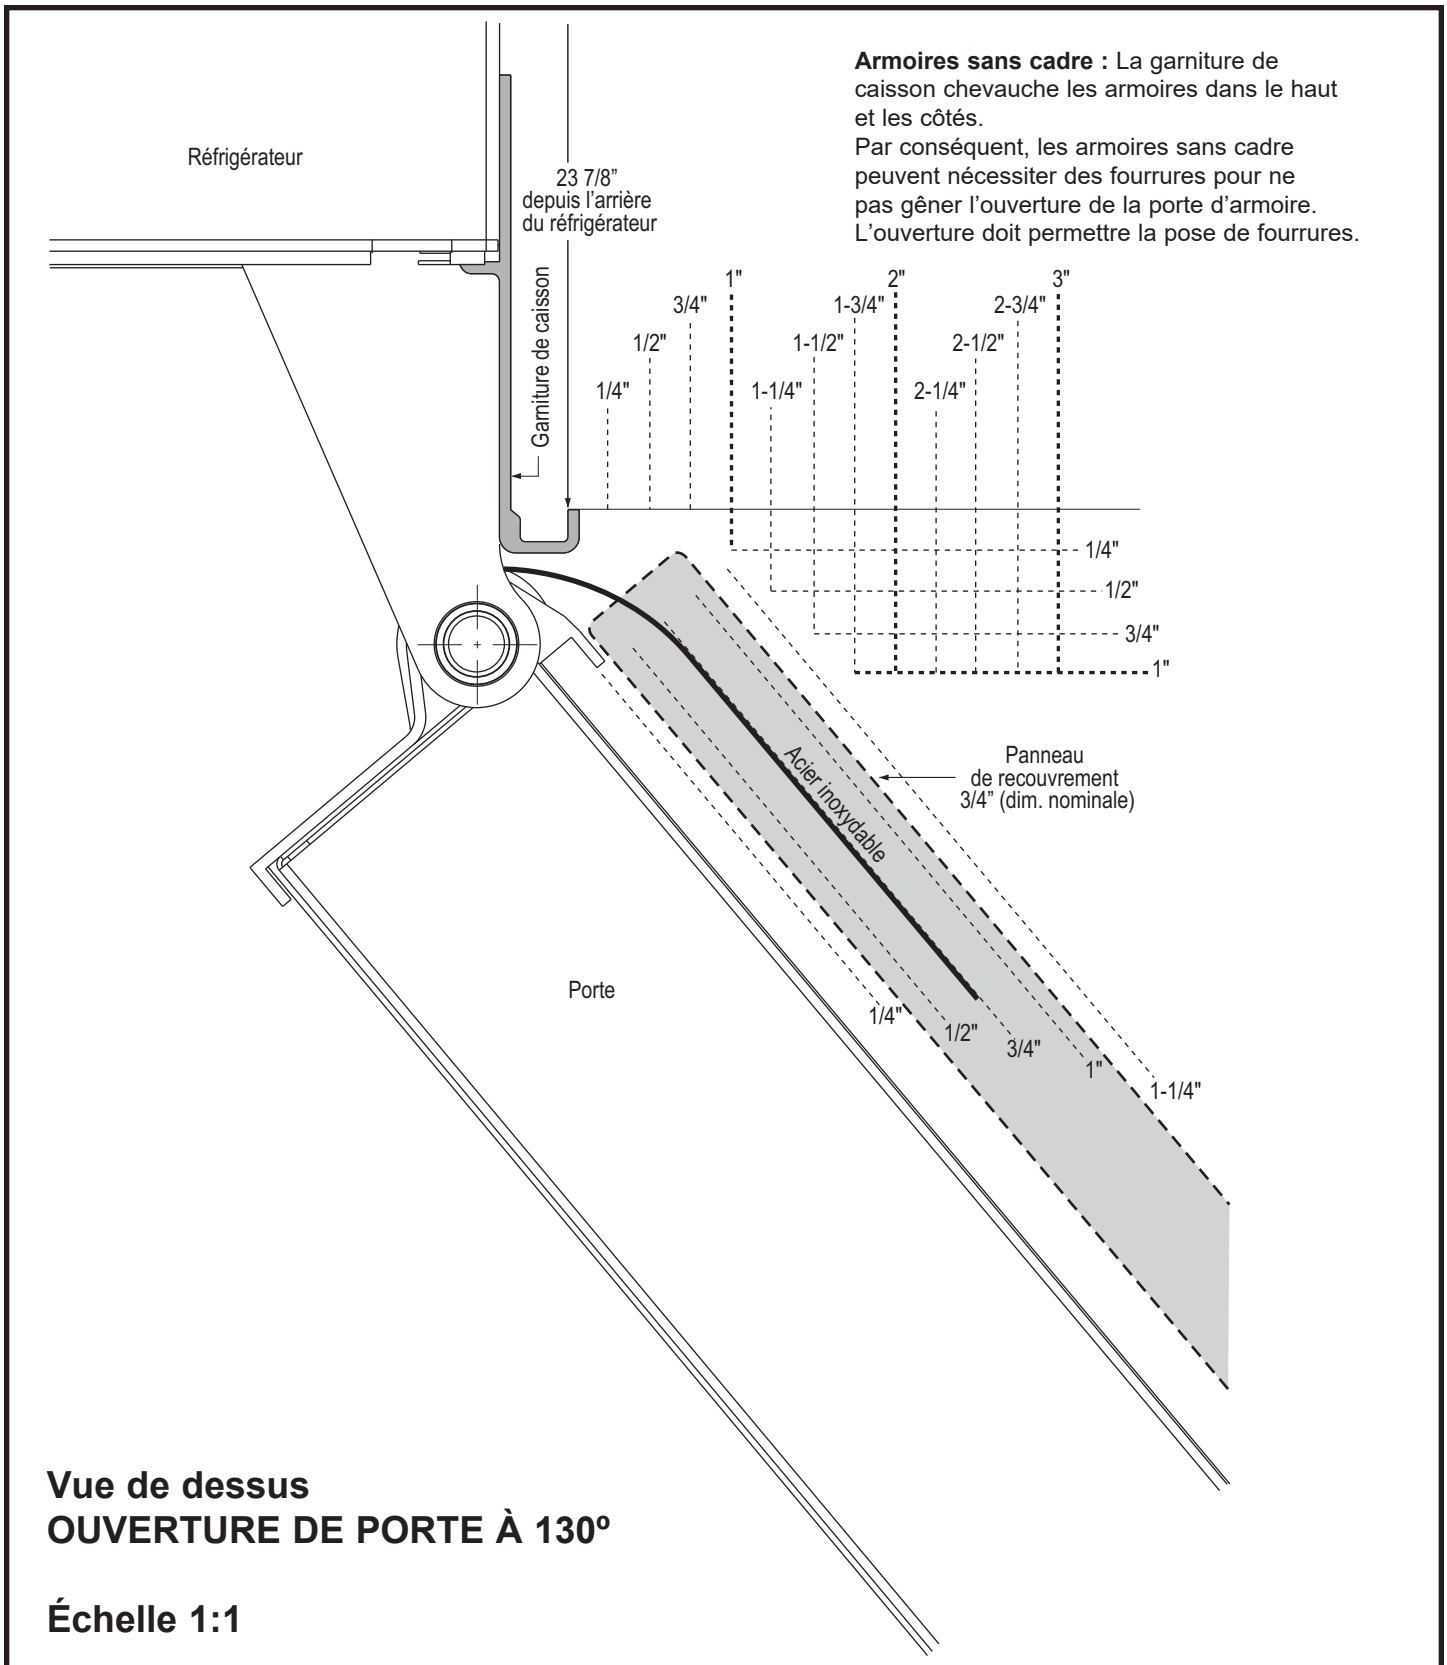 Armoires sans cadre : La garniture de
caisson chevauche les armoires dans le haut
et les côtés.
Par conséquent, les armoires sans cadre
peuvent nécessiter des fourrures pour ne
pas gêner l’ouverture de la porte d’armoire.
L’ouverture doit permettre la pose de fourrures.
Réfrigérateur
23 7/8”
depuis l’arrière
du réfrigérateur
Garniture de caisson
1/4"
1/2"
3/4"
1"
1-1/4"
1-1/2"
1-3/4"
2"
2-1/4"
2-1/2"
2-3/4"
3"
1/4"
1/2"
3/4"
1"
Panneau
de recouvrement
3/4” (dim. nominale)
Acier inoxydable
Porte
1/4"
1/2"
3/4"
1"
1-1/4"
Vue de dessus
OUVERTURE DE PORTE À 130º
Échelle 1:1